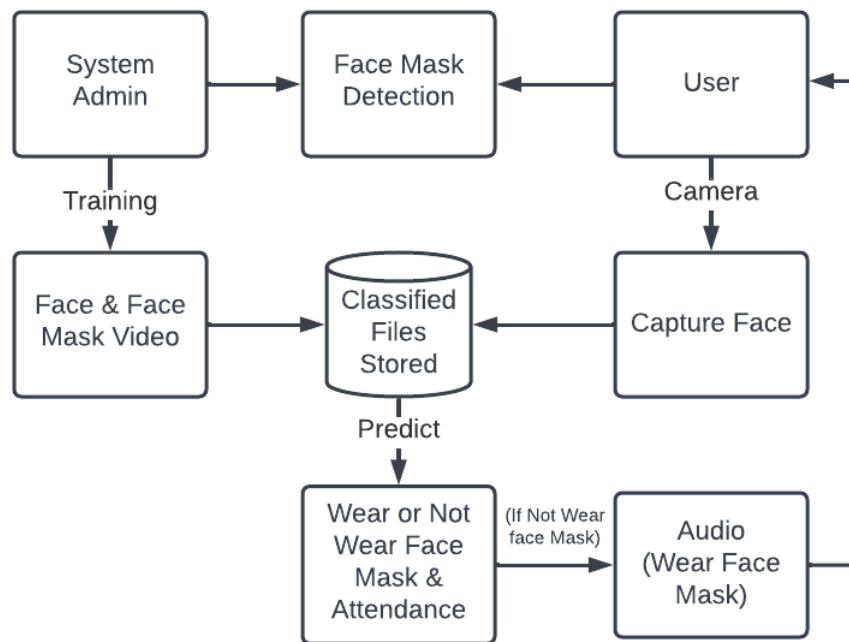 System
Admin
Face Mask
Detection
User
Training
Camera
Face & Face
Mask Video
Classified
Files
Stored
Capture Face
Predict
Wear or Not
Wear Face
Mask &
Attendance
(If Not Wear
face Mask)
Audio
(Wear Face
Mask)